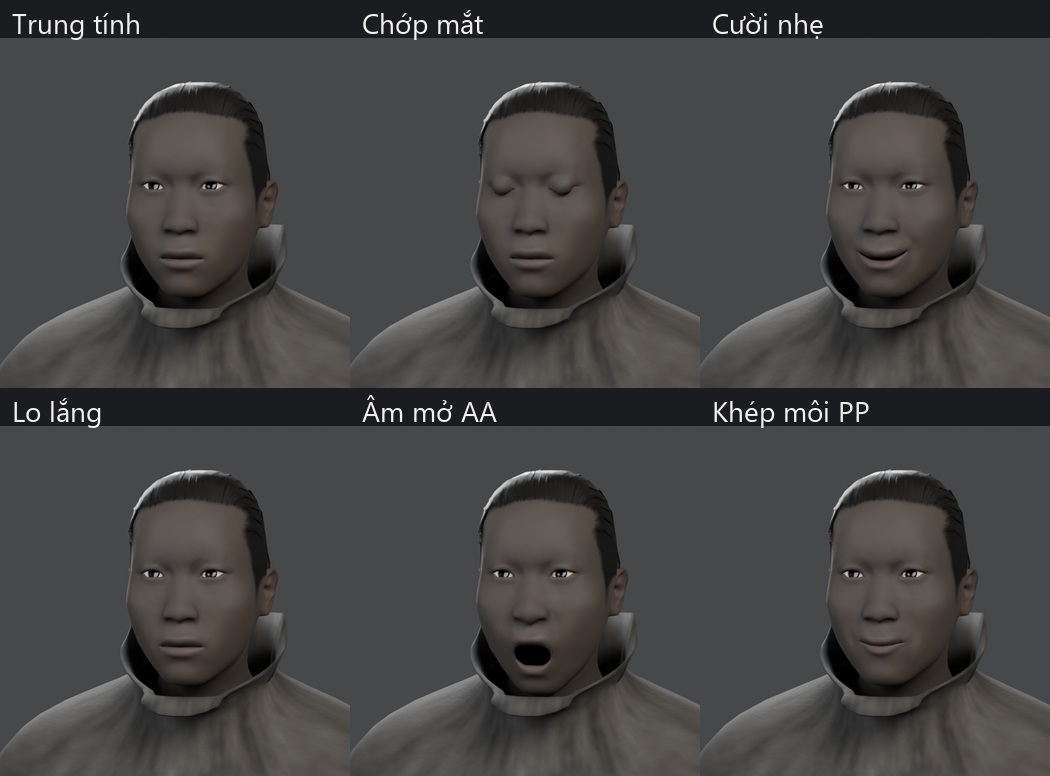 Trung tính
Chớp mắt
Cười nhẹ
Lo lắng
Âm mở AA
Khép môi PP